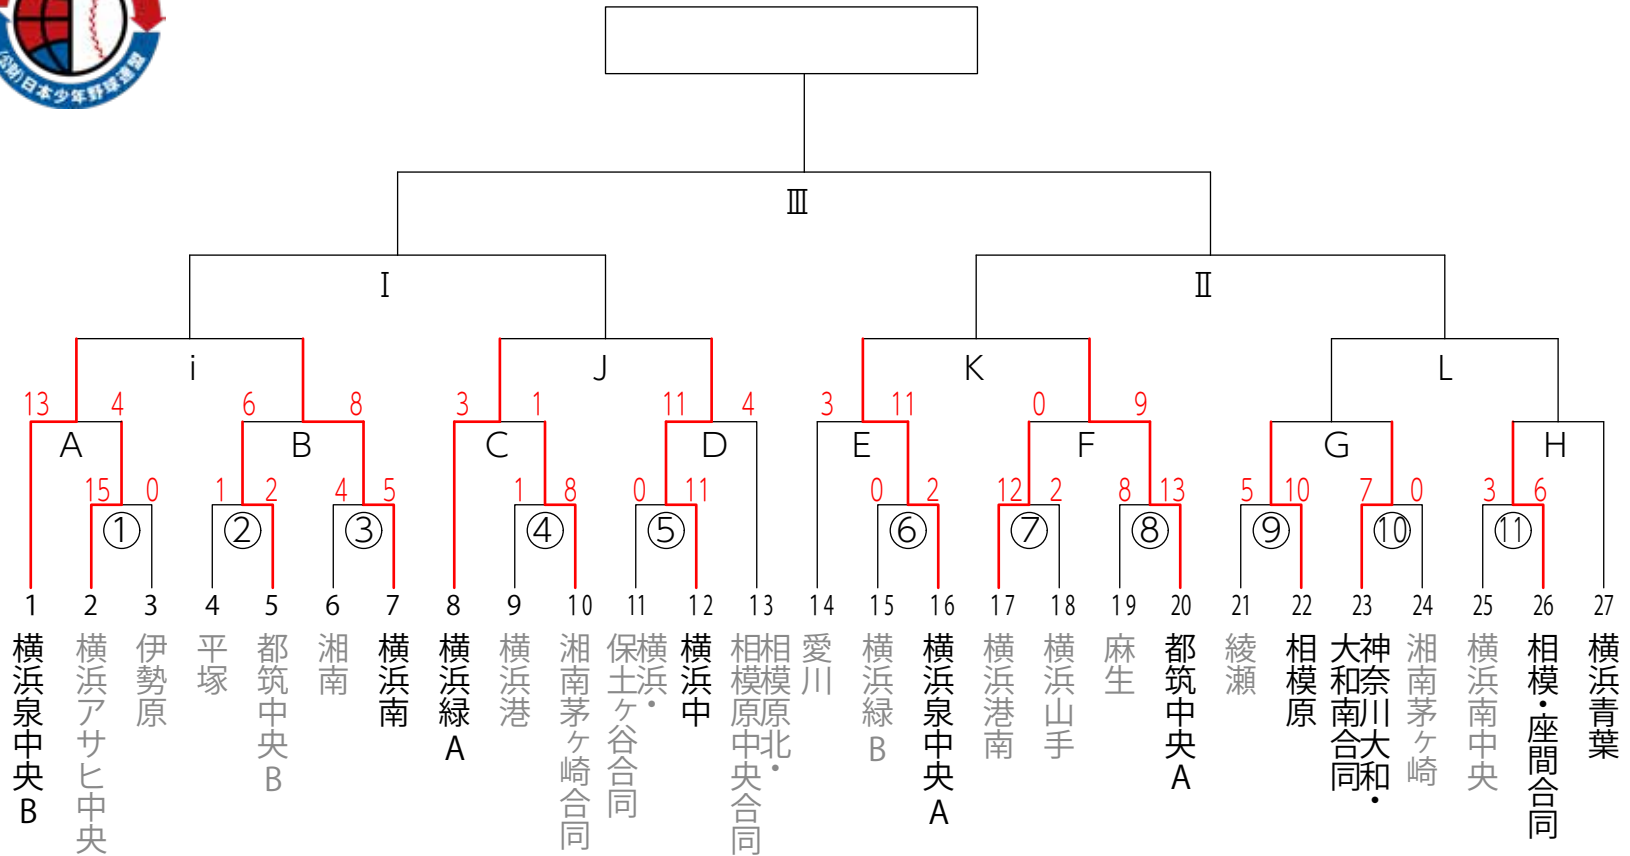 (公財)日本少年野球連盟
Ⅲ
Ⅰ
Ⅱ
i
J
K
L
13 4 6 8 3 1 11 4 3 11 0 9
A
B
C
D
E
F
G
H
15 0 1 2 4 5 1 8 0 11 0 2 12 2 8 13 5 10 7 0 3 6
① ② ③ ④ ⑤ ⑥ ⑦ ⑧ ⑨ ⑩ ⑪
1 2 3 4 5 6 7 8 9 10 11 12 13 14 15 16 17 18 19 20 21 22 23 24 25 26 27
横浜泉中央B
横浜アサヒ中央
伊勢原
平塚
都筑中央B
湘南
横浜南
横浜緑A
横浜港
湘南茅ヶ崎合同
横浜・
保土ヶ谷合同
横浜中
相模原北・
相模原中央合同
愛川
横浜緑B
横浜泉中央A
横浜港南
横浜山手
麻生
都筑中央A
綾瀬
相模原
神奈川大和・
大和南合同
湘南茅ヶ崎
横浜南中央
相模・座間合同
横浜青葉